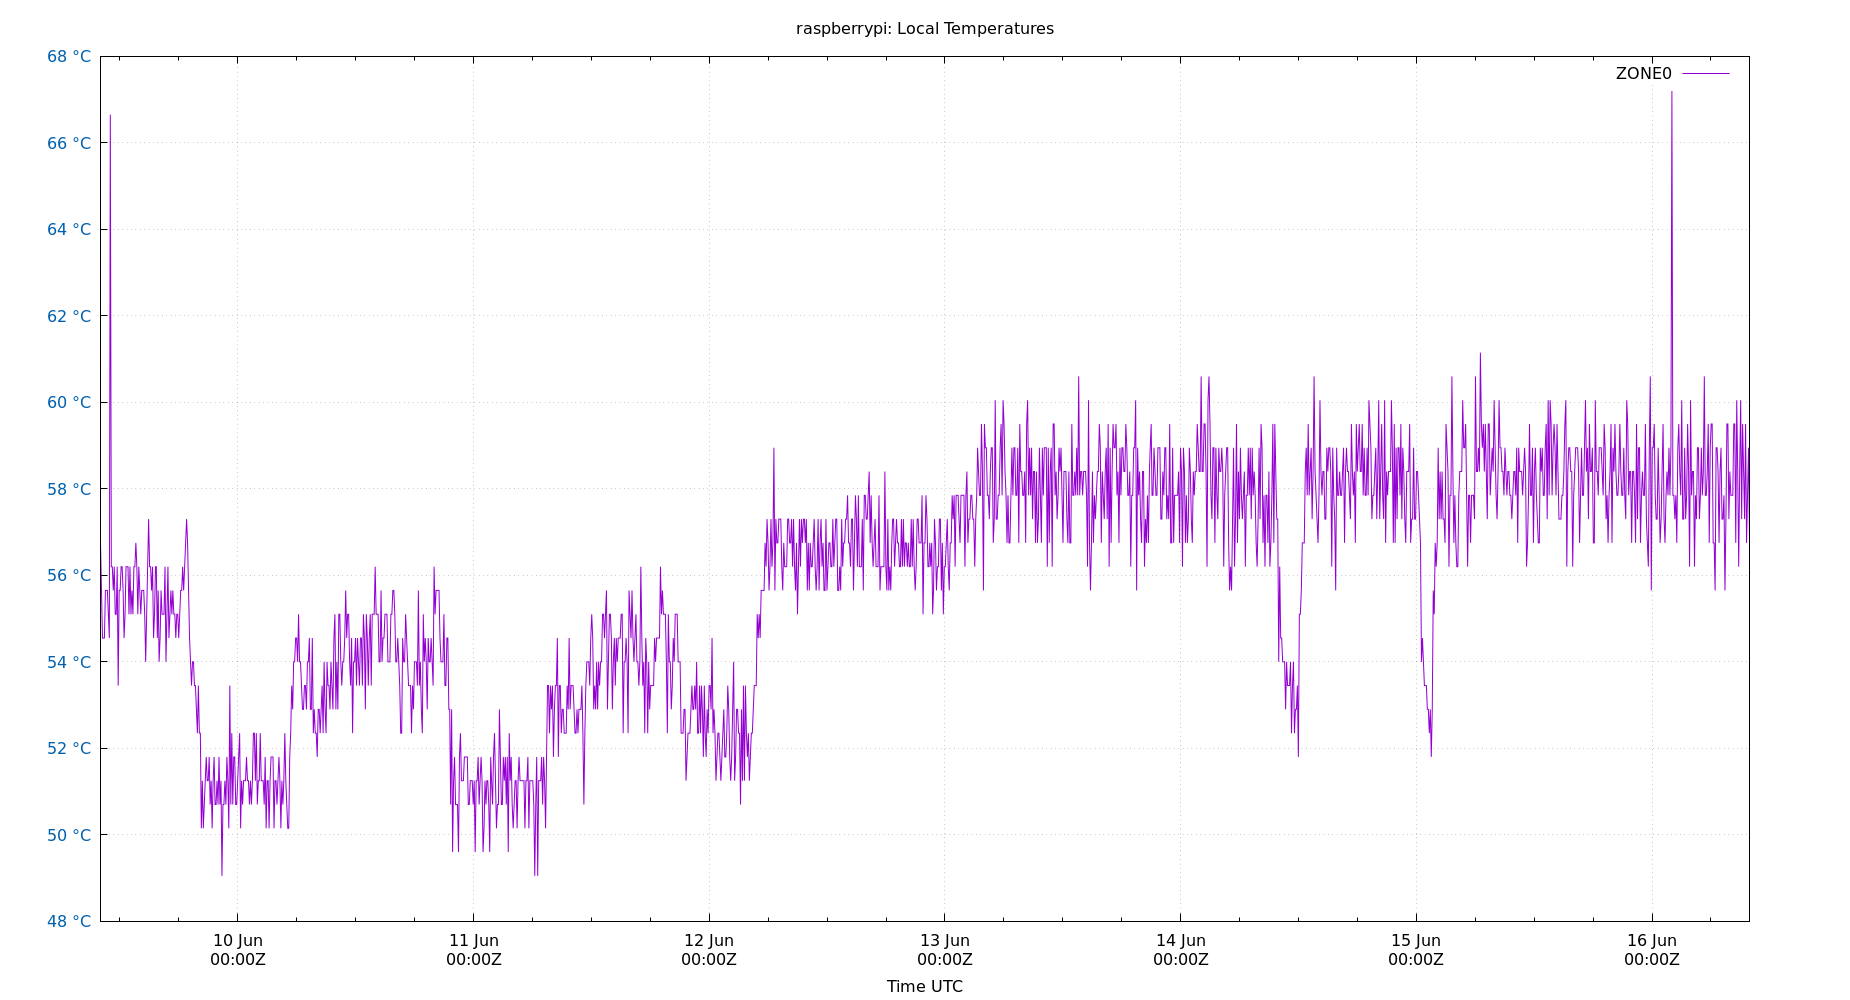 raspberrypi: Local Temperatures
ZONE0
68 °C
66 °C
64 °C
62 °C
60 °C
58 °C
56 °C
54 °C
52 °C
50 °C
48 °C
10 Jun
00:00Z
11 Jun
00:00Z
12 Jun
00:00Z
13 Jun
00:00Z
14 Jun
00:00Z
15 Jun
00:00Z
16 Jun
00:00Z
Time UTC